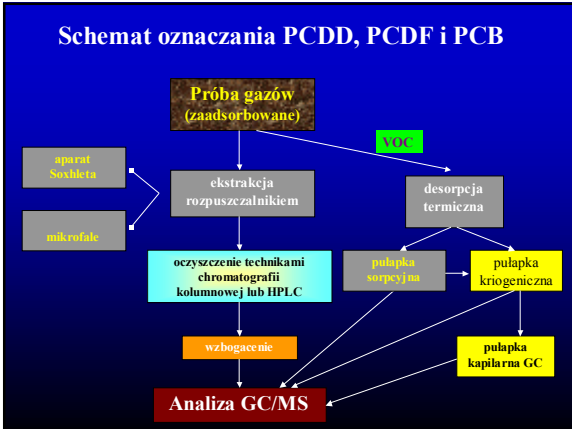 Schemat oznaczania PCDD, PCDF i PCB
Próba gazów
(zaadsorbowane)
VOC
aparat
Soxhleta
mikrofale
ekstrakcja
rozpuszczalnikiem
desorpcja
termiczna
oczyszczenie technikami
chromatografii
kolumnowej lub HPLC
pułapka
sorpcyjna
pułapka
kriogeniczna
wzbogacenie
pułapka
kapilarna GC
Analiza GC/MS